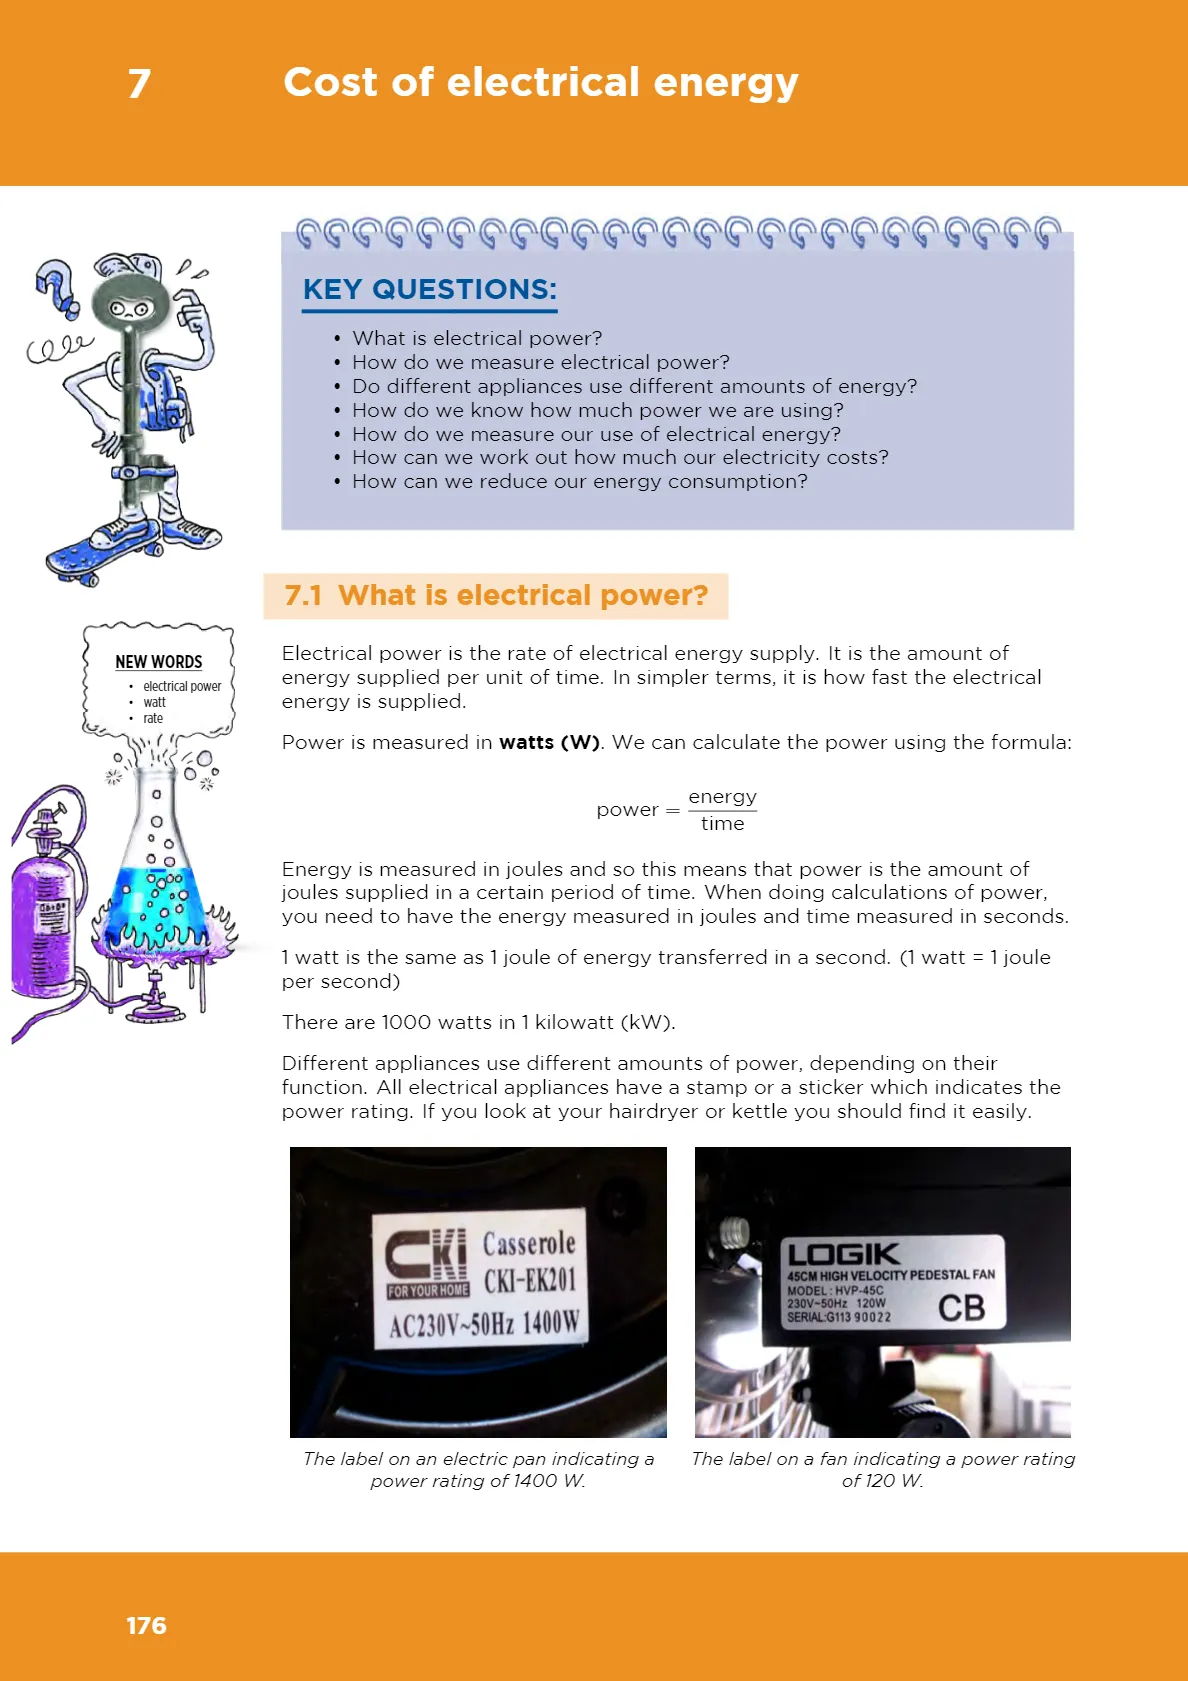 7
Cost of electrical energy
KEY QUESTIONS:
• What is electrical power?
• How do we measure electrical power?
• Do different appliances use different amounts of energy?
• How do we know how much power we are using?
• How do we measure our use of electrical energy?
• How can we work out how much our electricity costs?
• How can we reduce our energy consumption?
7.1 What is electrical power?
NEW WORDS
• electrical power
• watt
• rate
Electrical power is the rate of electrical energy supply. It is the amount of
energy supplied per unit of time. In simpler terms, it is how fast the electrical
energy is supplied.
Power is measured in watts (W). We can calculate the power using the formula:
power = energy
time
Energy is measured in joules and so this means that power is the amount of
joules supplied in a certain period of time. When doing calculations of power,
you need to have the energy measured in joules and time measured in seconds.
1 watt is the same as 1 joule of energy transferred in a second. (1 watt = 1 joule
per second)
There are 1000 watts in 1 kilowatt (kW).
Different appliances use different amounts of power, depending on their
function. All electrical appliances have a stamp or a sticker which indicates the
power rating. If you look at your hairdryer or kettle you should find it easily.
CKI
FOR YOUR HOME
Casserole
CKI-EK201
AC230V~50Hz 1400W
LOGIK
45CM HIGH VELOCITY PEDESTAL FAN
MODEL : HVP-45C
230V~50Hz 120W
SERIAL:G113 90022
CB
The label on an electric pan indicating a
power rating of 1400 W.
The label on a fan indicating a power rating
of 120 W.
176